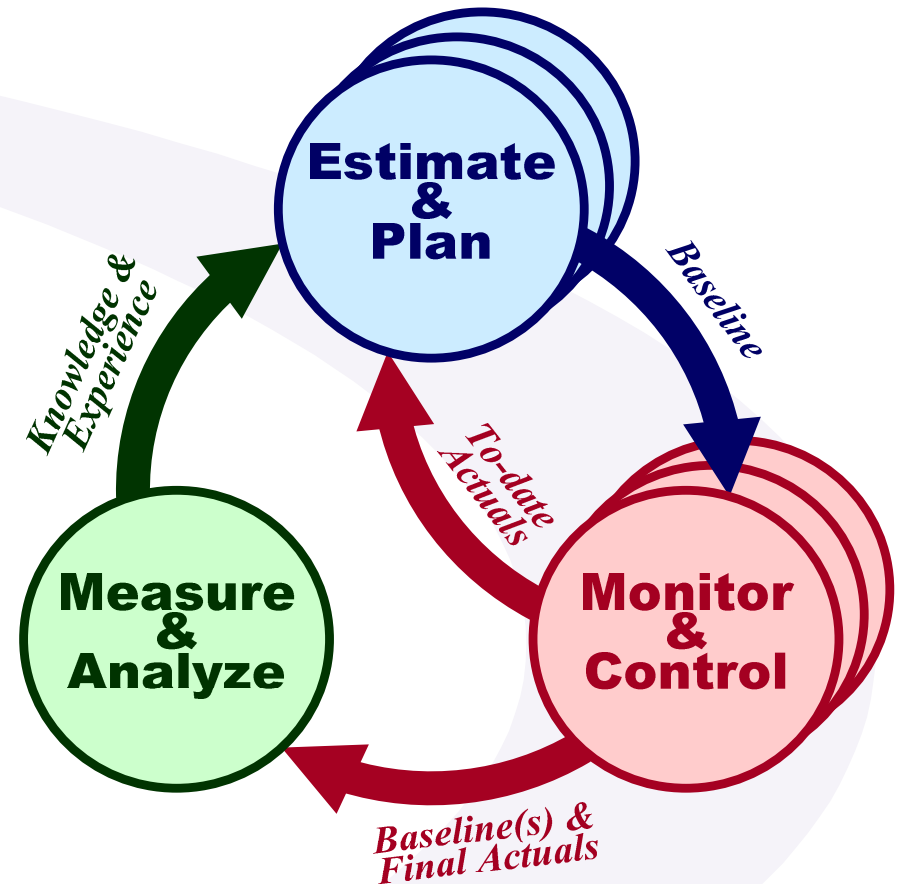 Estimate
&
Plan
Baseline
Knowledge &
Experience
To-date
Actuals
Measure
&
Analyze
Monitor
&
Control
Baseline(s) &
Final Actuals